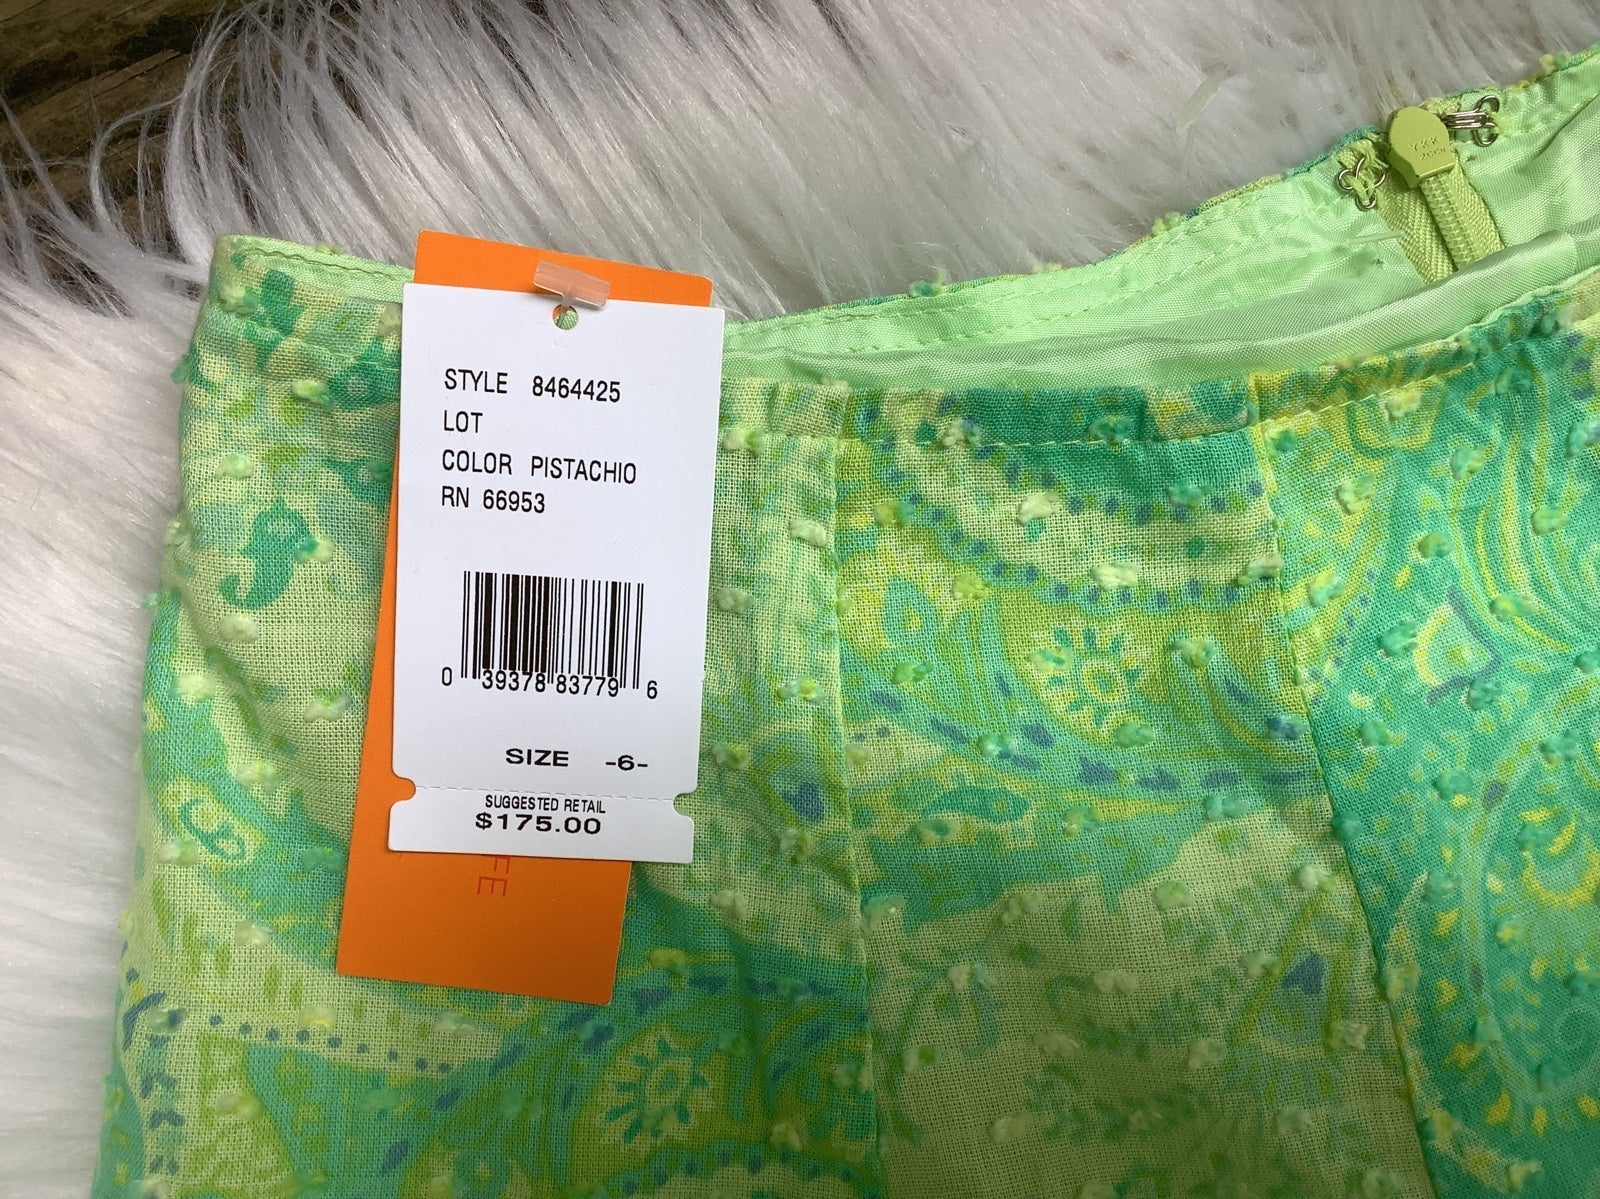 STYLE 8464425
LOT
COLOR PISTACHIO
RN 66953
0 39378 83779 6
SIZE -6-
SUGGESTED RETAIL
$175.00
YKK